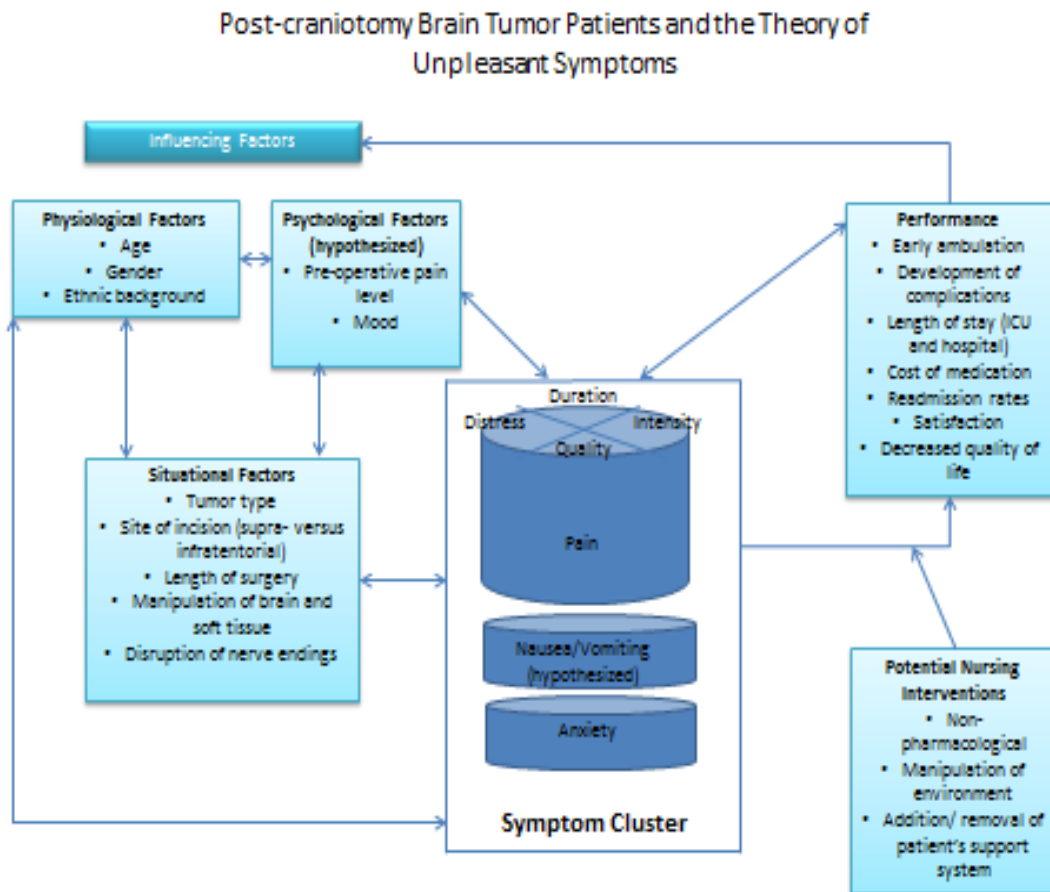 Post-craniotomy Brain Tumor Patients and the Theory of
Unpleasant Symptoms
Influencing Factors
Physiological Factors
• Age
• Gender
• Ethnic background
Psychological Factors
(hypothesized)
• Pre-operative pain
level
• Mood
Performance
• Early ambulation
• Development of
complications
• Length of stay (ICU
and hospital)
• Cost of medication
• Readmission rates
• Satisfaction
• Decreased quality of
life
Situational Factors
• Tumor type
• Site of incision (supra- versus
infratentorial)
• Length of surgery
• Manipulation of brain and
soft tissue
• Disruption of nerve endings
Duration
Distress
Intensity
Quality
Pain
Nausea/Vomiting
(hypothesized)
Anxiety
Symptom Cluster
Potential Nursing
Interventions
• Non-
pharmacological
• Manipulation of
environment
• Addition/ removal of
patient's support
system